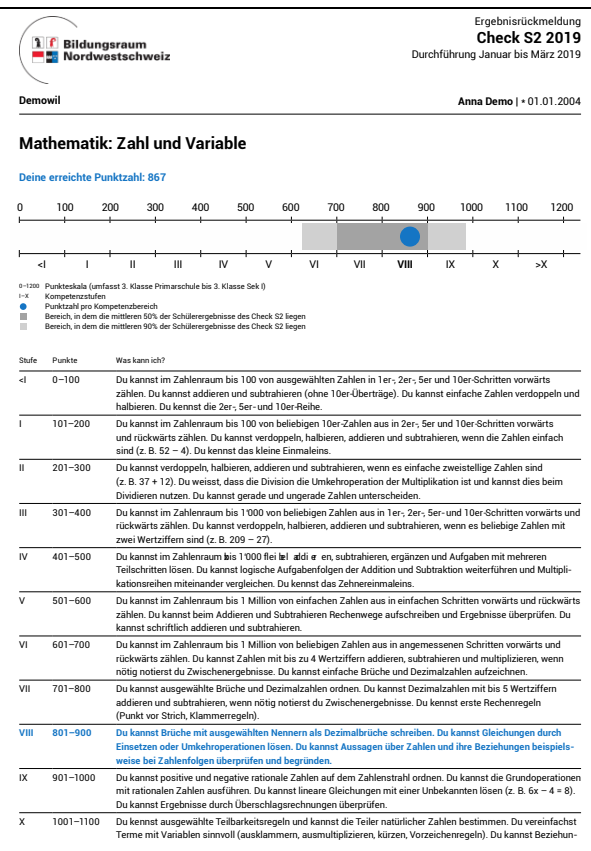 Ergebnisrückmeldung
Check S2 2019
Durchführung Januar bis März 2019
Bildungsraum
Nordwestschweiz
Demowil
Anna Demo | * 01.01.2004
Mathematik: Zahl und Variable
Deine erreichte Punktzahl: 867
0 100 200 300 400 500 600 700 800 900 1000 1100 1200
<I I II III IV V VI VII VIII IX X >X
0–1200 Punkteskala (umfasst 3. Klasse Primarschule bis 3. Klasse Sek I)
I–X Kompetenzstufen
Punktzahl pro Kompetenzbereich
Bereich, in dem die mittleren 50% der Schülerergebnisse des Check S2 liegen
Bereich, in dem die mittleren 90% der Schülerergebnisse des Check S2 liegen
Stufe Punkte Was kann ich?
<I 0–100 Du kannst im Zahlenraum bis 100 von ausgewählten Zahlen in 1er-, 2er-, 5er und 10er-Schritten vorwärts
zählen. Du kannst addieren und subtrahieren (ohne 10er-Überträge). Du kannst einfache Zahlen verdoppeln und
halbieren. Du kennst die 2er-, 5er- und 10er-Reihe.
I 101–200 Du kannst im Zahlenraum bis 100 von beliebigen 10er-Zahlen aus in 2er-, 5er und 10er-Schritten vorwärts
und rückwärts zählen. Du kannst verdoppeln, halbieren, addieren und subtrahieren, wenn die Zahlen einfach
sind (z. B. 52 – 4). Du kennst das kleine Einmaleins.
II 201–300 Du kannst verdoppeln, halbieren, addieren und subtrahieren, wenn es einfache zweistellige Zahlen sind
(z. B. 37 + 12). Du weisst, dass die Division die Umkehroperation der Multiplikation ist und kannst dies beim
Dividieren nutzen. Du kannst gerade und ungerade Zahlen unterscheiden.
III 301–400 Du kannst im Zahlenraum bis 1'000 von beliebigen Zahlen aus in 1er-, 2er-, 5er- und 10er-Schritten vorwärts und
rückwärts zählen. Du kannst verdoppeln, halbieren, addieren und subtrahieren, wenn es beliebige Zahlen mit
zwei Wertziffern sind (z. B. 209 – 27).
IV 401–500 Du kannst im Zahlenraum bis 1'000 subtrahieren, ergänzen und Aufgaben mit mehreren
Teilschritten lösen. Du kannst logische Aufgabenfolgen der Addition und Subtraktion weiterführen und Multipli-
kationsreihen miteinander vergleichen. Du kennst das Zehnereinmaleins.
V 501–600 Du kannst im Zahlenraum bis 1 Million von einfachen Zahlen aus in einfachen Schritten vorwärts und rückwärts
zählen. Du kannst beim Addieren und Subtrahieren Rechenwege aufschreiben und Ergebnisse überprüfen. Du
kannst schriftlich addieren und subtrahieren.
VI 601–700 Du kannst im Zahlenraum bis 1 Million von beliebigen Zahlen aus in angemessenen Schritten vorwärts und
rückwärts zählen. Du kannst Zahlen mit bis zu 4 Wertziffern addieren, subtrahieren und multiplizieren, wenn
nötig notierst du Zwischenergebnisse. Du kannst einfache Brüche und Dezimalzahlen aufzeichnen.
VII 701–800 Du kannst ausgewählte Brüche und Dezimalzahlen ordnen. Du kannst Dezimalzahlen mit bis 5 Wertziffern
addieren und subtrahieren, wenn nötig notierst du Zwischenergebnisse. Du kennst erste Rechenregeln
(Punkt vor Strich, Klammerregeln).
VIII 801–900 Du kannst Brüche mit ausgewählten Nennern als Dezimalbrüche schreiben. Du kannst Gleichungen durch
Einsetzen oder Umkehroperationen lösen. Du kannst Aussagen über Zahlen und ihre Beziehungen beispiels-
weise bei Zahlenfolgen überprüfen und begründen.
IX 901–1000 Du kannst positive und negative rationale Zahlen auf dem Zahlenstrahl ordnen. Du kannst die Grundoperationen
mit rationalen Zahlen ausführen. Du kannst lineare Gleichungen mit einer Unbekannten lösen (z. B. 6x – 4 = 8).
Du kannst Ergebnisse durch Überschlagsrechnungen überprüfen.
X 1001–1100 Du kannst ausgewählte Teilbarkeitsregeln und kannst die Teiler natürlicher Zahlen bestimmen. Du vereinfachst
Terme mit Variablen sinnvoll (ausklammern, ausmultiplizieren, kürzen, Vorzeichenregeln). Du kannst Beziehun-